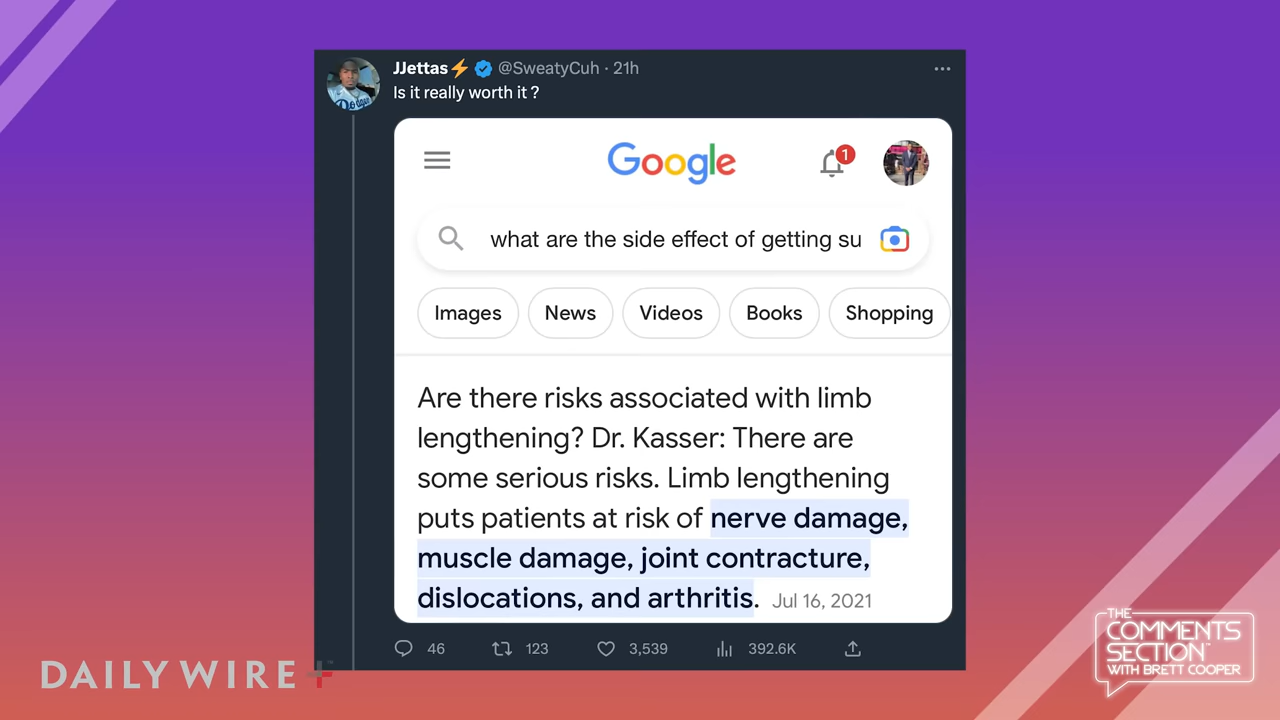 JJettas⚡ @SweatyCuh · 21h
Is it really worth it ?
Google
1
what are the side effect of getting su
Images News Videos Books Shopping
Are there risks associated with limb
lengthening? Dr. Kasser: There are
some serious risks. Limb lengthening
puts patients at risk of nerve damage,
muscle damage, joint contracture,
dislocations, and arthritis. Jul 16, 2021
46 123 3,539 392.6K
DAILYWIRE+
THE
COMMENTS
SECTION™
WITH BRETT COOPER